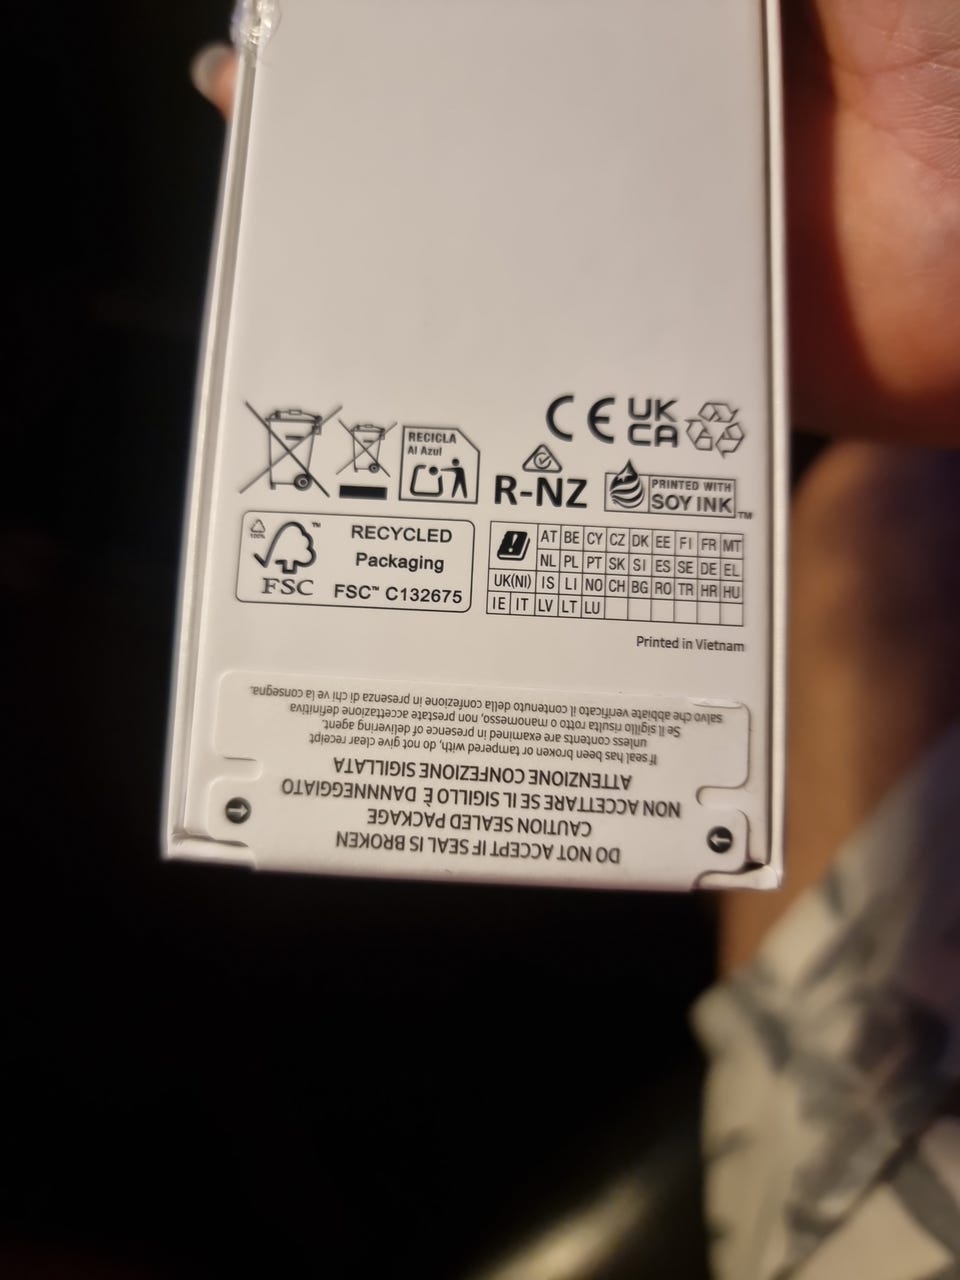 CE UK
CA
RECICLA
Al Azul
R-NZ
PRINTED WITH
SOY INK™
100%
™
FSC
RECYCLED
Packaging
FSC™ C132675
! AT BE CY CZ DK EE FI FR MT
NL PL PT SK SI ES SE DE EL
UK(NI) IS LI NO CH BG RO TR HR HU
IE IT LV LT LU
Printed in Vietnam
DO NOT ACCEPT IF SEAL IS BROKEN
CAUTION SEALED PACKAGE
NON ACCETTARE SE IL SIGILLO È DANNNEGGIATO
ATTENZIONE CONFEZIONE SIGILLATA
If seal has been broken or tampered with, do not give clear receipt
unless contents are examined in presence of delivering agent.
Se il sigillo risulta rotto o manomesso, non prestate accettazione definitiva
salvo che abbiate verificato il contenuto della confezione in presenza di chi ve la consegna.